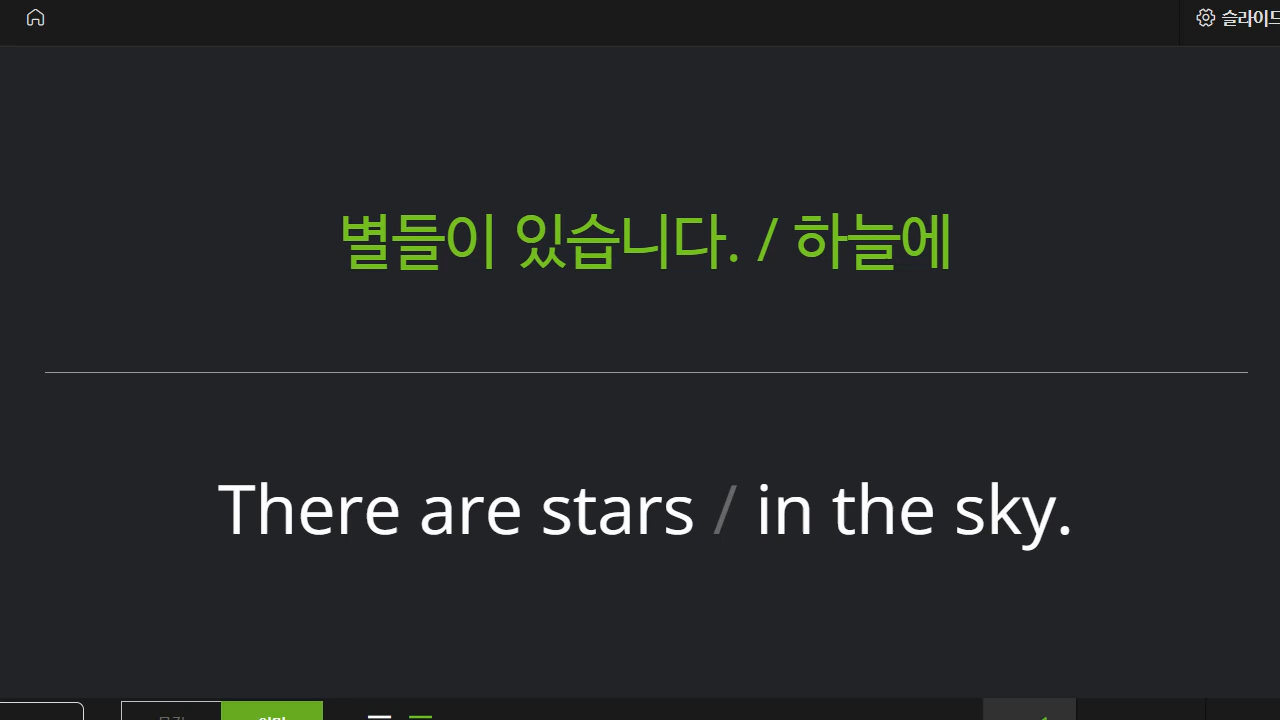 슬라이드
별들이 있습니다. / 하늘에
There are stars / in the sky.